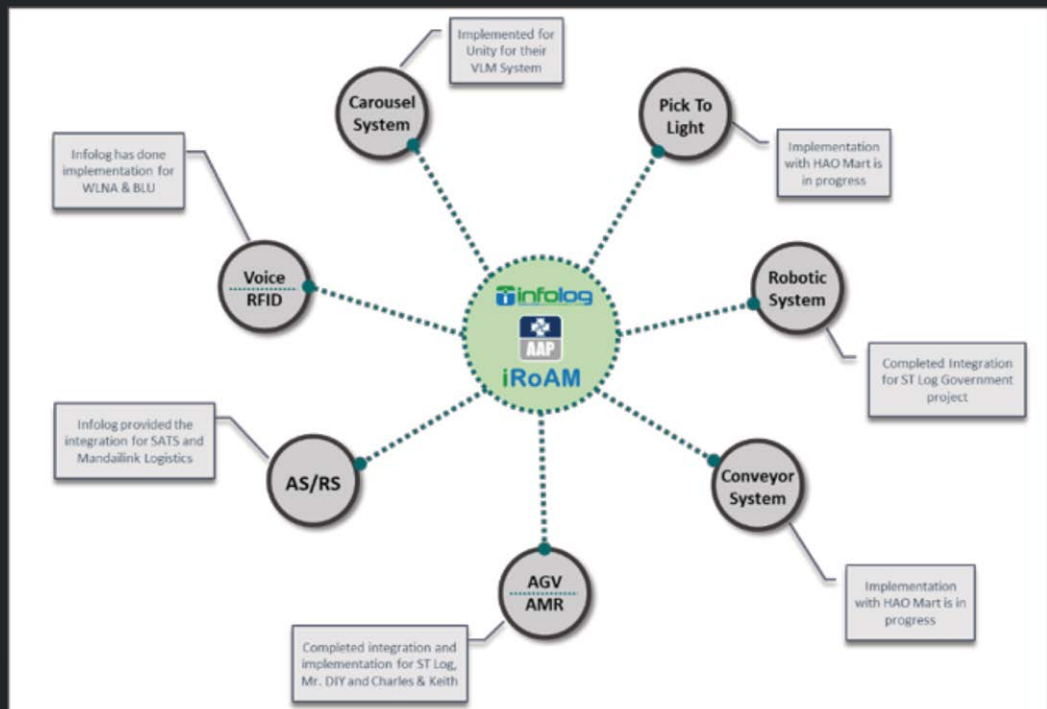 Implemented for
Unity for their
VLM System
Carousel
System
Pick To
Light
Implementation
with HAO Mart is
in progress
Infolog has done
implementation for
WLNA & BLU
Voice
RFID
Robotic
System
Completed Integration
for ST Log Government
project
infolog
AAP
iRoAM
Infolog provided the
integration for SATS and
Mandailink Logistics
AS/RS
Conveyor
System
Implementation
with HAO Mart is in
progress
AGV
AMR
Completed integration and
implementation for ST Log,
Mr. DIY and Charles & Keith